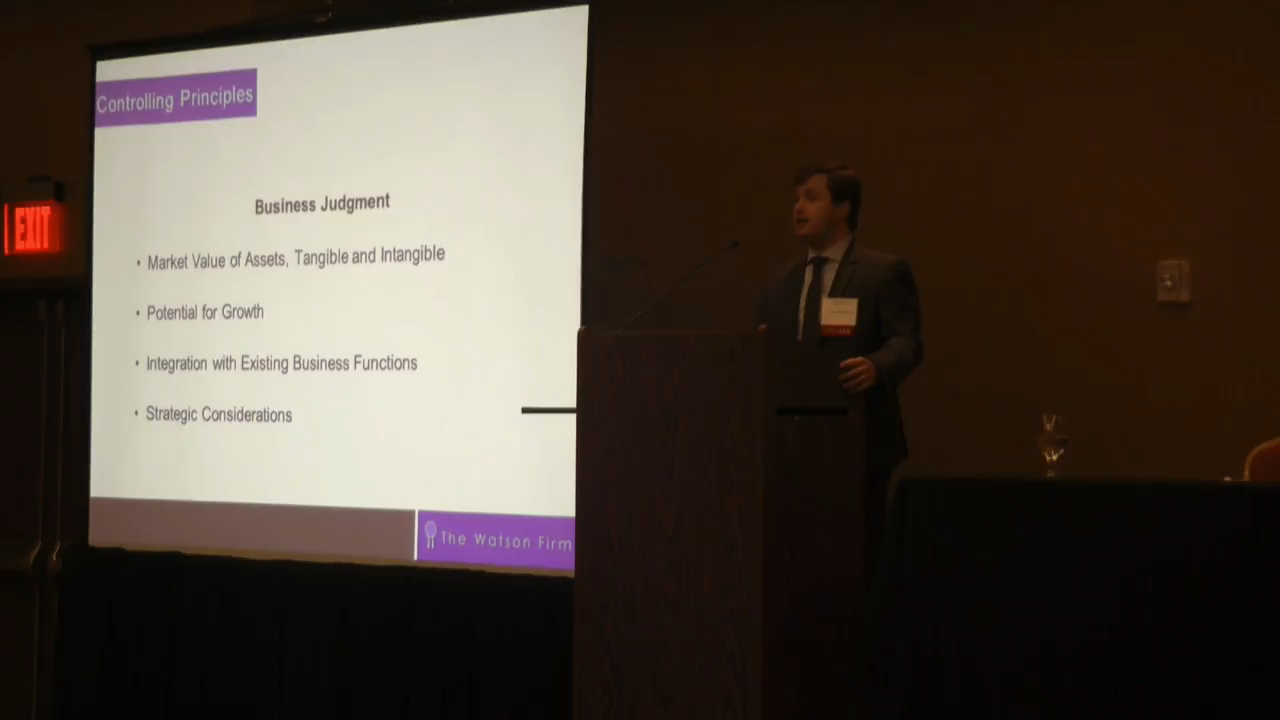 Controlling Principles
EXIT
Business Judgment
• Market Value of Assets, Tangible and Intangible
• Potential for Growth
• Integration with Existing Business Functions
• Strategic Considerations
The Watson Firm